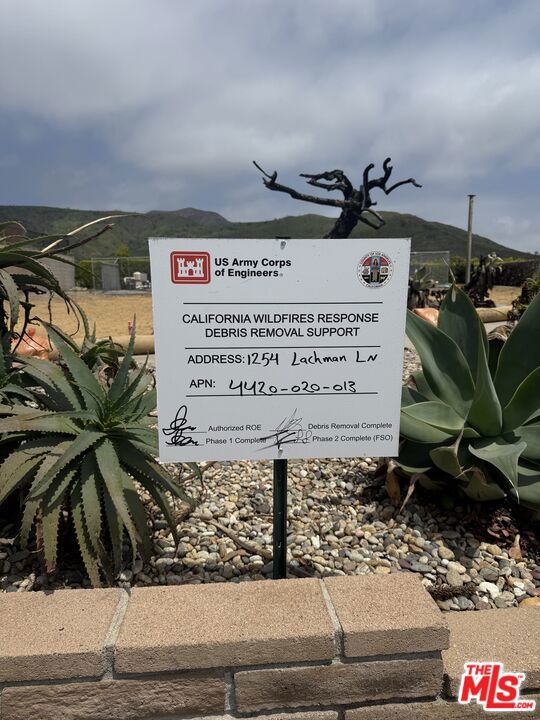 US Army Corps
of Engineers®
CALIFORNIA WILDFIRES RESPONSE
DEBRIS REMOVAL SUPPORT
ADDRESS: 1254 Lachman LN
APN: 4420-020-013
Authorized ROE Debris Removal Complete
Phase 1 Complete Phase 2 Complete (FSO)
THE MLS.com